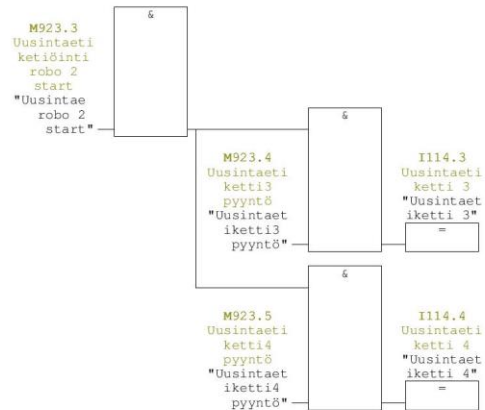 &
M923.3
Uusintaeti
ketiöinti
robo 2
start
"Uusintae
robo 2
start"
&
M923.4
Uusintaeti
ketti3
pyyntö
"Uusintaet
iketti3
pyyntö"
I114.3
Uusintaeti
ketti 3
"Uusintaet
iketti 3"
=
&
M923.5
Uusintaeti
ketti4
pyyntö
"Uusintaet
iketti4
pyyntö"
I114.4
Uusintaeti
ketti 4
"Uusintaet
iketti 4"
=